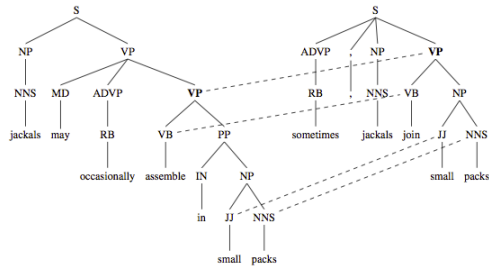 S S
NP VP ADVP , NP VP
NNS MD ADVP VP RB , NNS VB NP
jackals may RB VB PP sometimes jackals join JJ NNS
occasionally assemble IN NP small packs
in JJ NNS
small packs